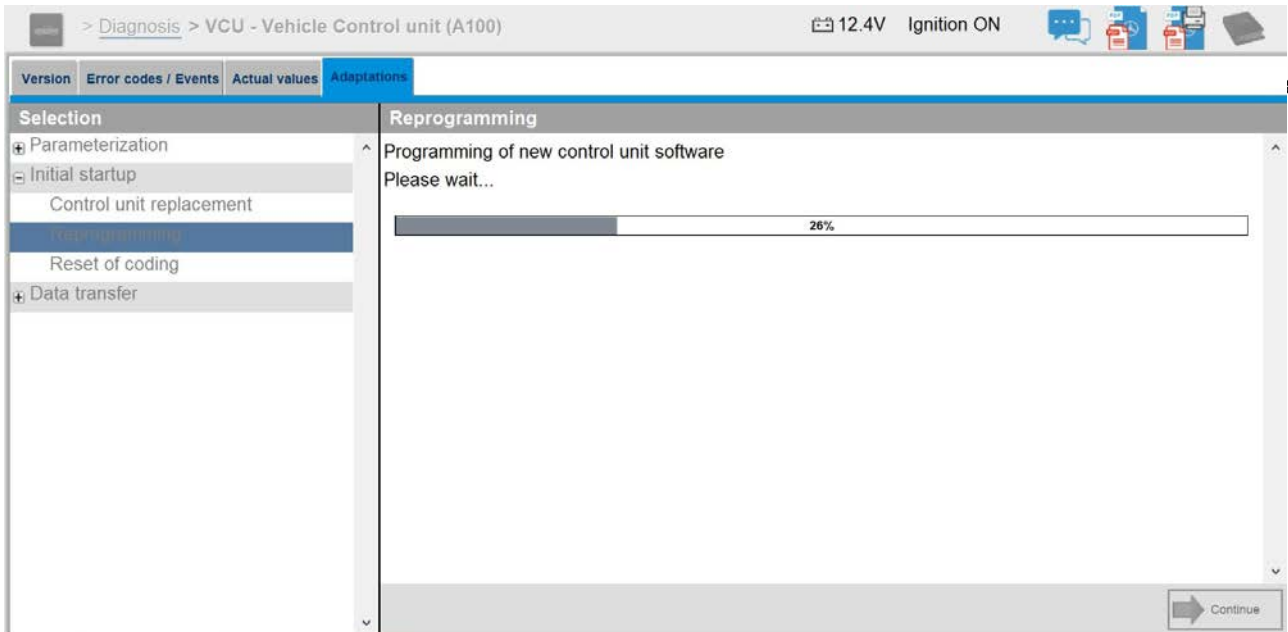 > Diagnosis > VCU - Vehicle Control unit (A100)
12.4V Ignition ON
Version Error codes / Events Actual values Adaptations
Selection
Parameterization
Initial startup
Control unit replacement
Reprogramming
Reset of coding
Data transfer
Reprogramming
Programming of new control unit software
Please wait...
26%
Continue